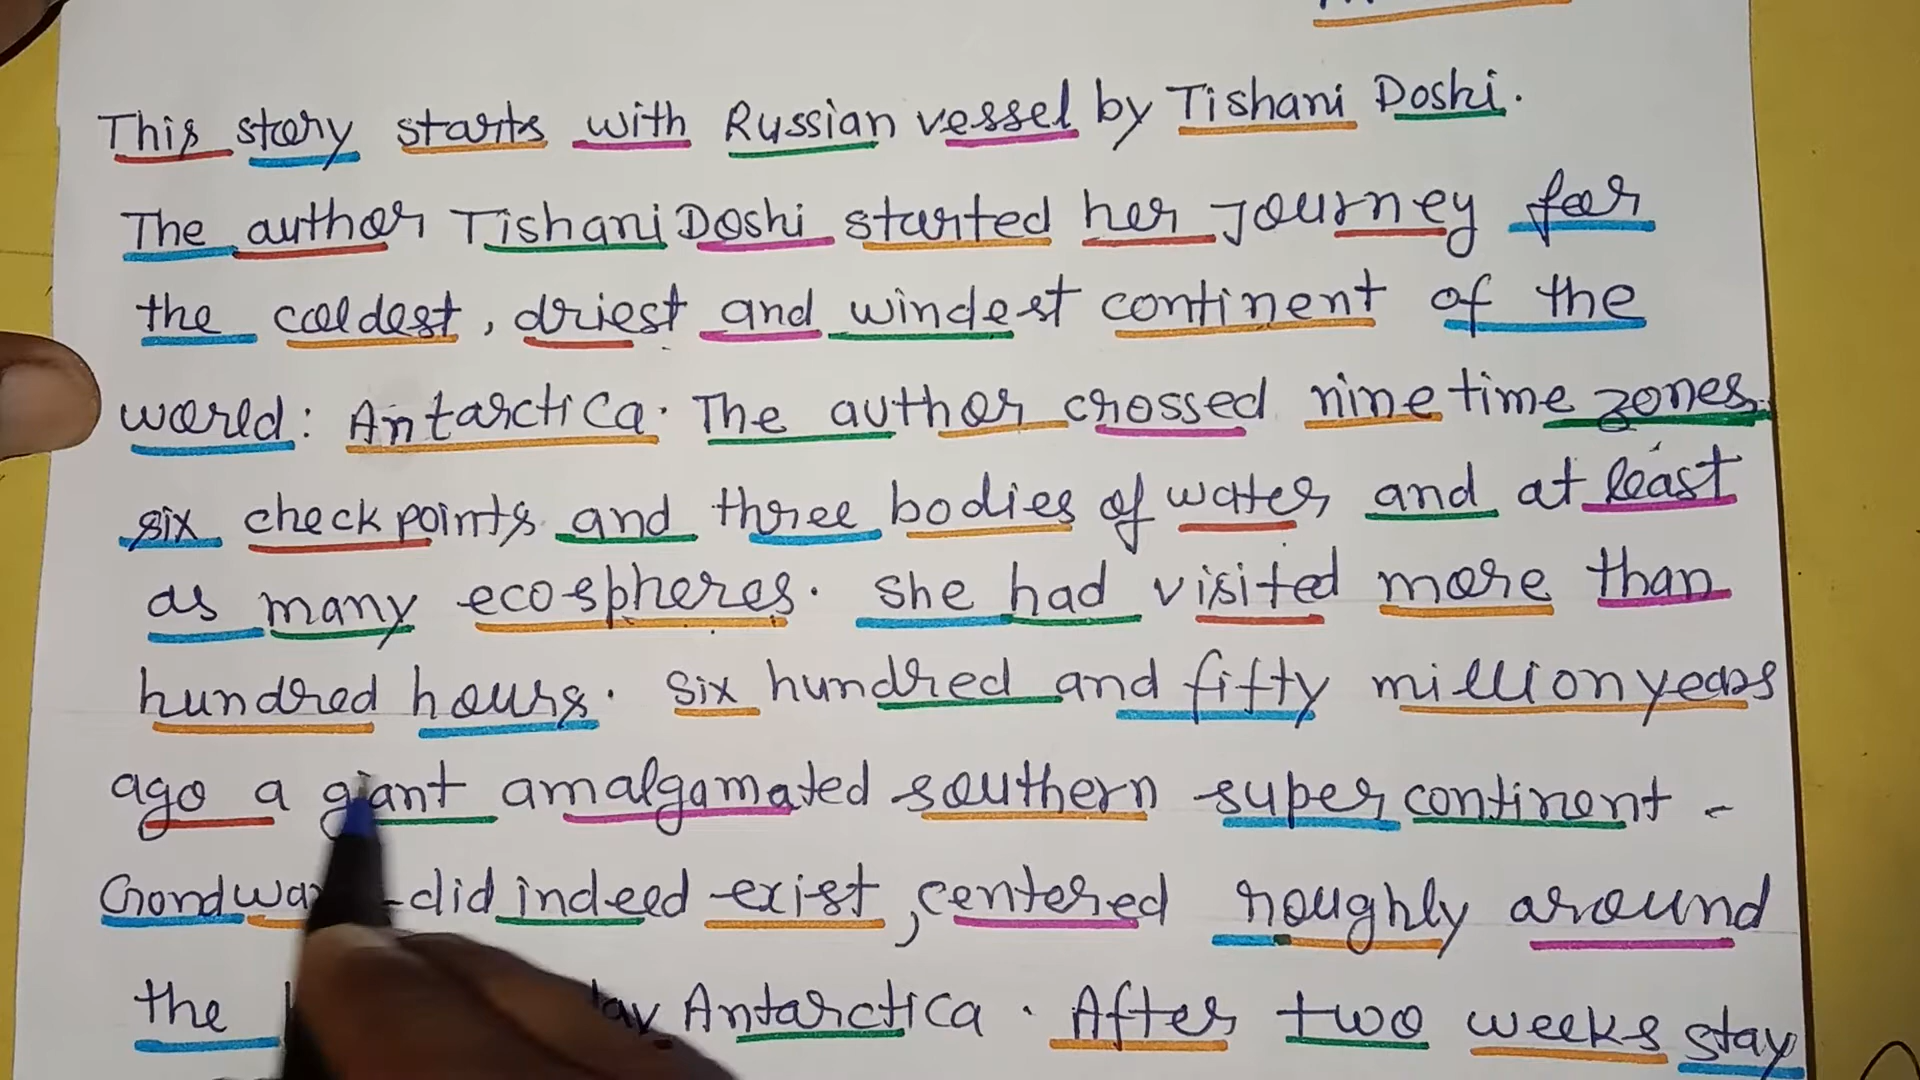 This story starts with Russian vessel by Tishani Doshi.
The author Tishani Doshi started her journey for
the coldest, driest and windest continent of the
world: Antarctica. The author crossed nine time zones
six checkpoints and three bodies of water and at least
as many ecospheres. She had visited more than
hundred hours. Six hundred and fifty million years
ago a giant amalgamated southern super continent -
did indeed exist, centered roughly around
the Antarctica. After two weeks stay